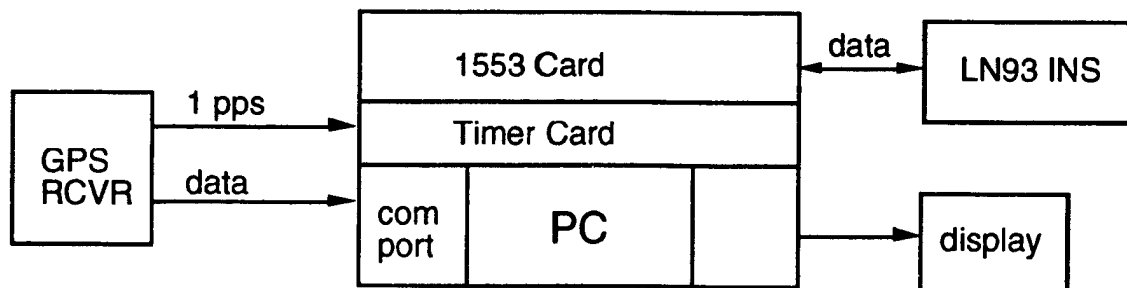 1553 Card
data
LN93 INS
1 pps
Timer Card
GPS
RCVR
data
com
port
PC
display